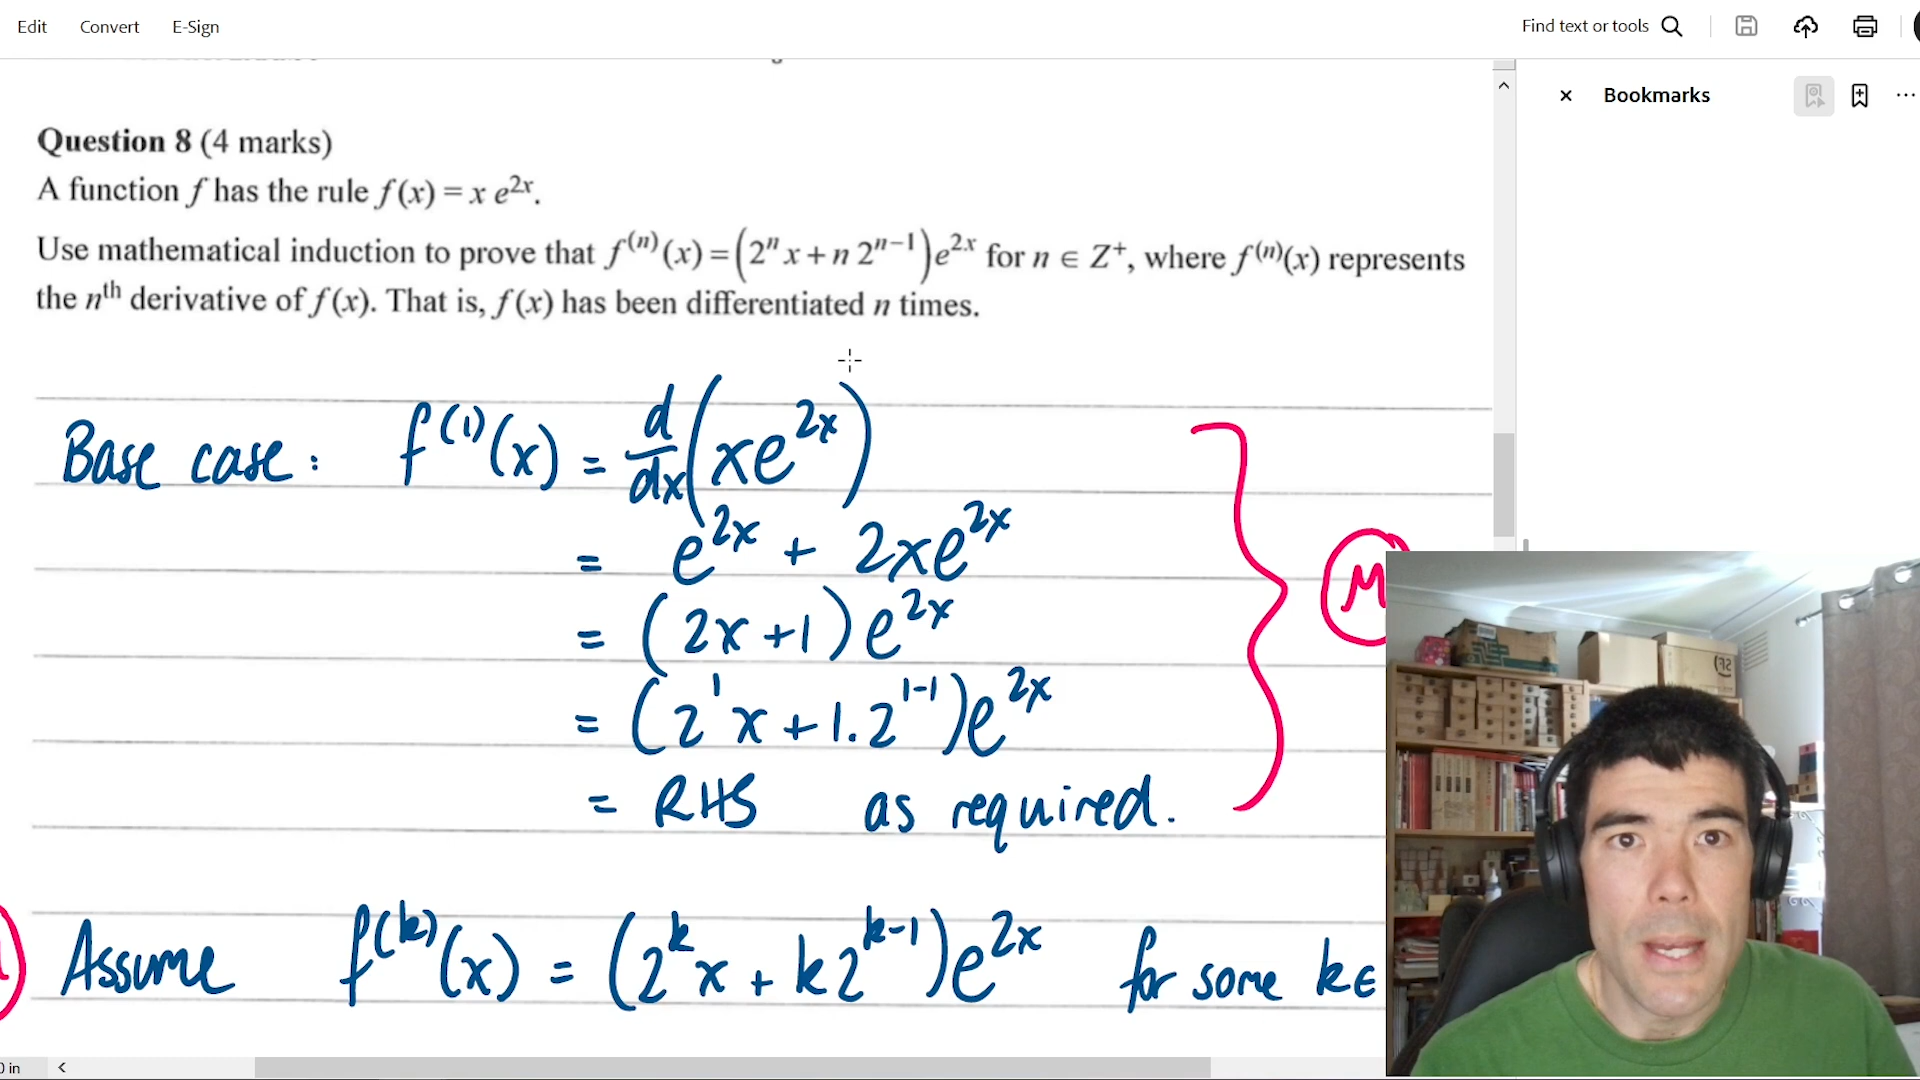 Edit Convert E-Sign Find text or tools
Bookmarks
Question 8 (4 marks)
A function f has the rule f(x) = x e^{2x}.
Use mathematical induction to prove that f^{(n)}(x) = (2^n x + n 2^{n-1}) e^{2x} for n ∈ Z⁺, where f^{(n)}(x) represents
the n^{th} derivative of f(x). That is, f(x) has been differentiated n times.
Base case: f^{(1)}(x) = d/dx (xe^{2x})
= e^{2x} + 2xe^{2x}
= (2x+1)e^{2x}
= (2^1 x + 1.2^{1-1})e^{2x}
= RHS as required.
M
Assume f^{(k)}(x) = (2^k x + k2^{k-1})e^{2x} for some k∈
in